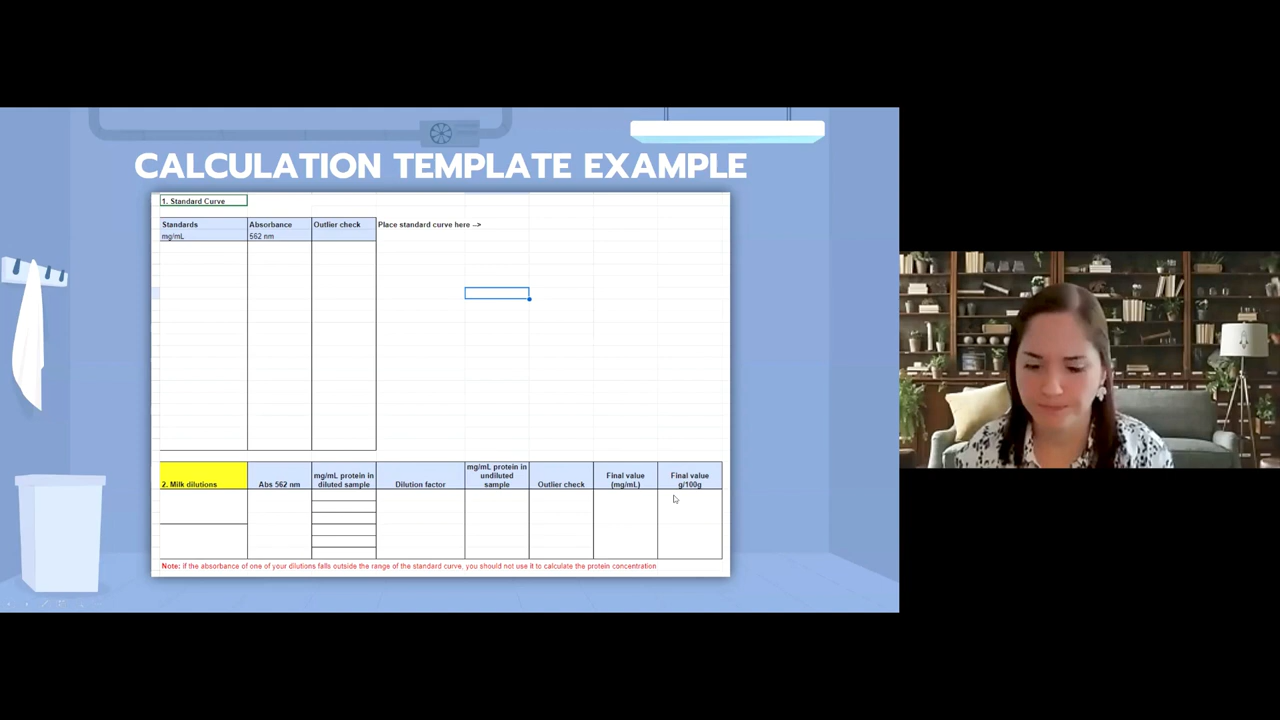 CALCULATION TEMPLATE EXAMPLE
1. Standard Curve
Standards Absorbance Outlier check Place standard curve here -->
mg/mL 562 nm
2. Milk dilutions
Abs 562 nm
mg/mL protein in
diluted sample
Dilution factor
mg/mL protein in
undiluted
sample
Outlier check
Final value
(mg/mL)
Final value
g/100g
Note: if the absorbance of one of your dilutions falls outside the range of the standard curve, you should not use it to calculate the protein concentration